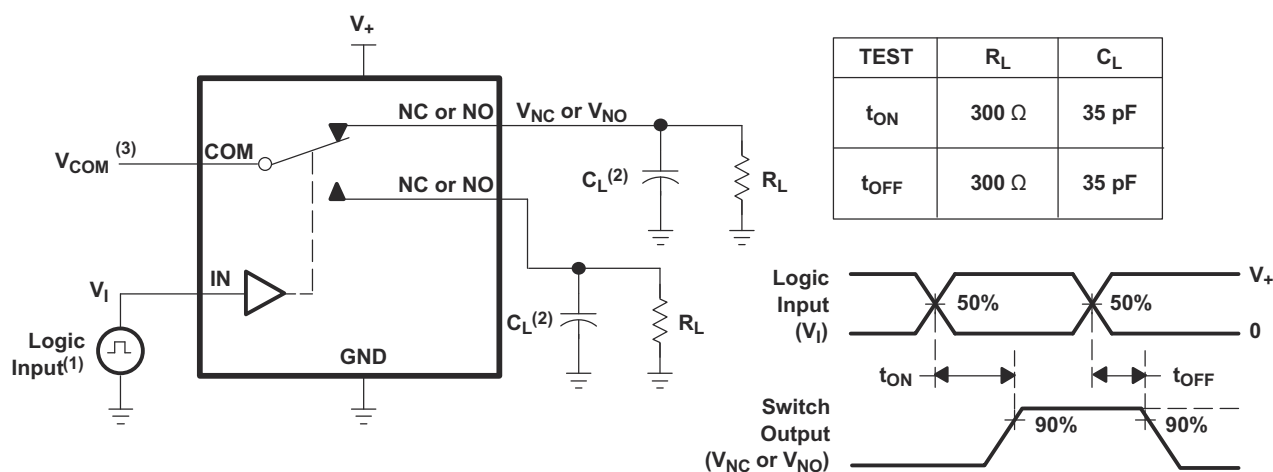 V+
NC or NO
VNC or VNO
VCOM (3)
COM
CL(2)
RL
NC or NO
VI
IN
CL(2)
RL
Logic
Input(1)
GND
TEST RL CL
tON 300 Ω 35 pF
tOFF 300 Ω 35 pF
Logic
Input
(VI)
50%
50%
V+
0
tON
tOFF
Switch
Output
(VNC or VNO)
90%
90%